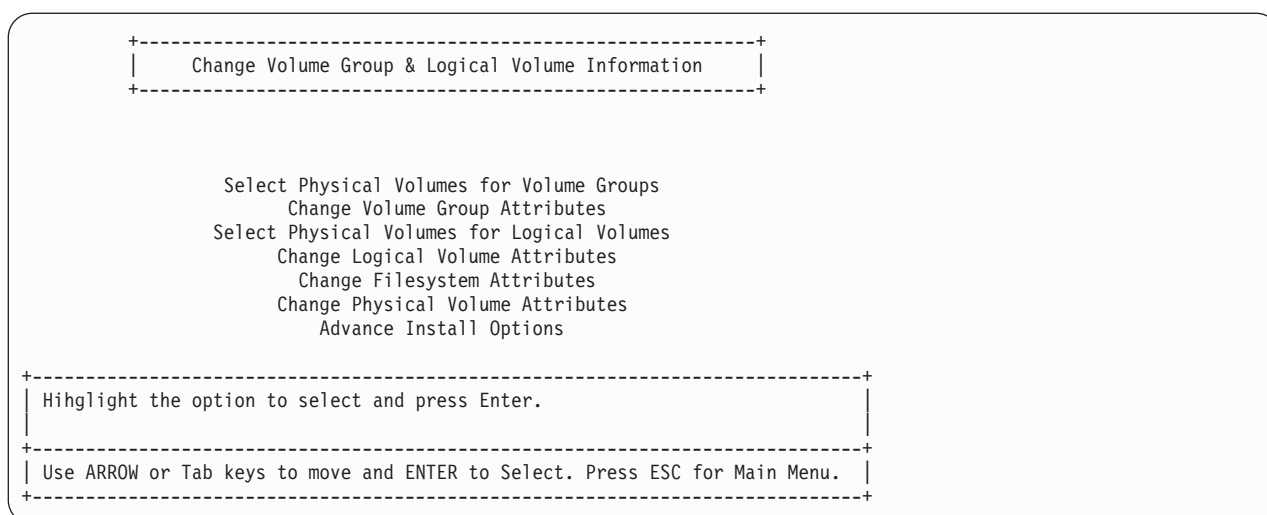 Change Volume Group & Logical Volume Information
Select Physical Volumes for Volume Groups
Change Volume Group Attributes
Select Physical Volumes for Logical Volumes
Change Logical Volume Attributes
Change Filesystem Attributes
Change Physical Volume Attributes
Advance Install Options
Hihglight the option to select and press Enter.
Use ARROW or Tab keys to move and ENTER to Select. Press ESC for Main Menu.